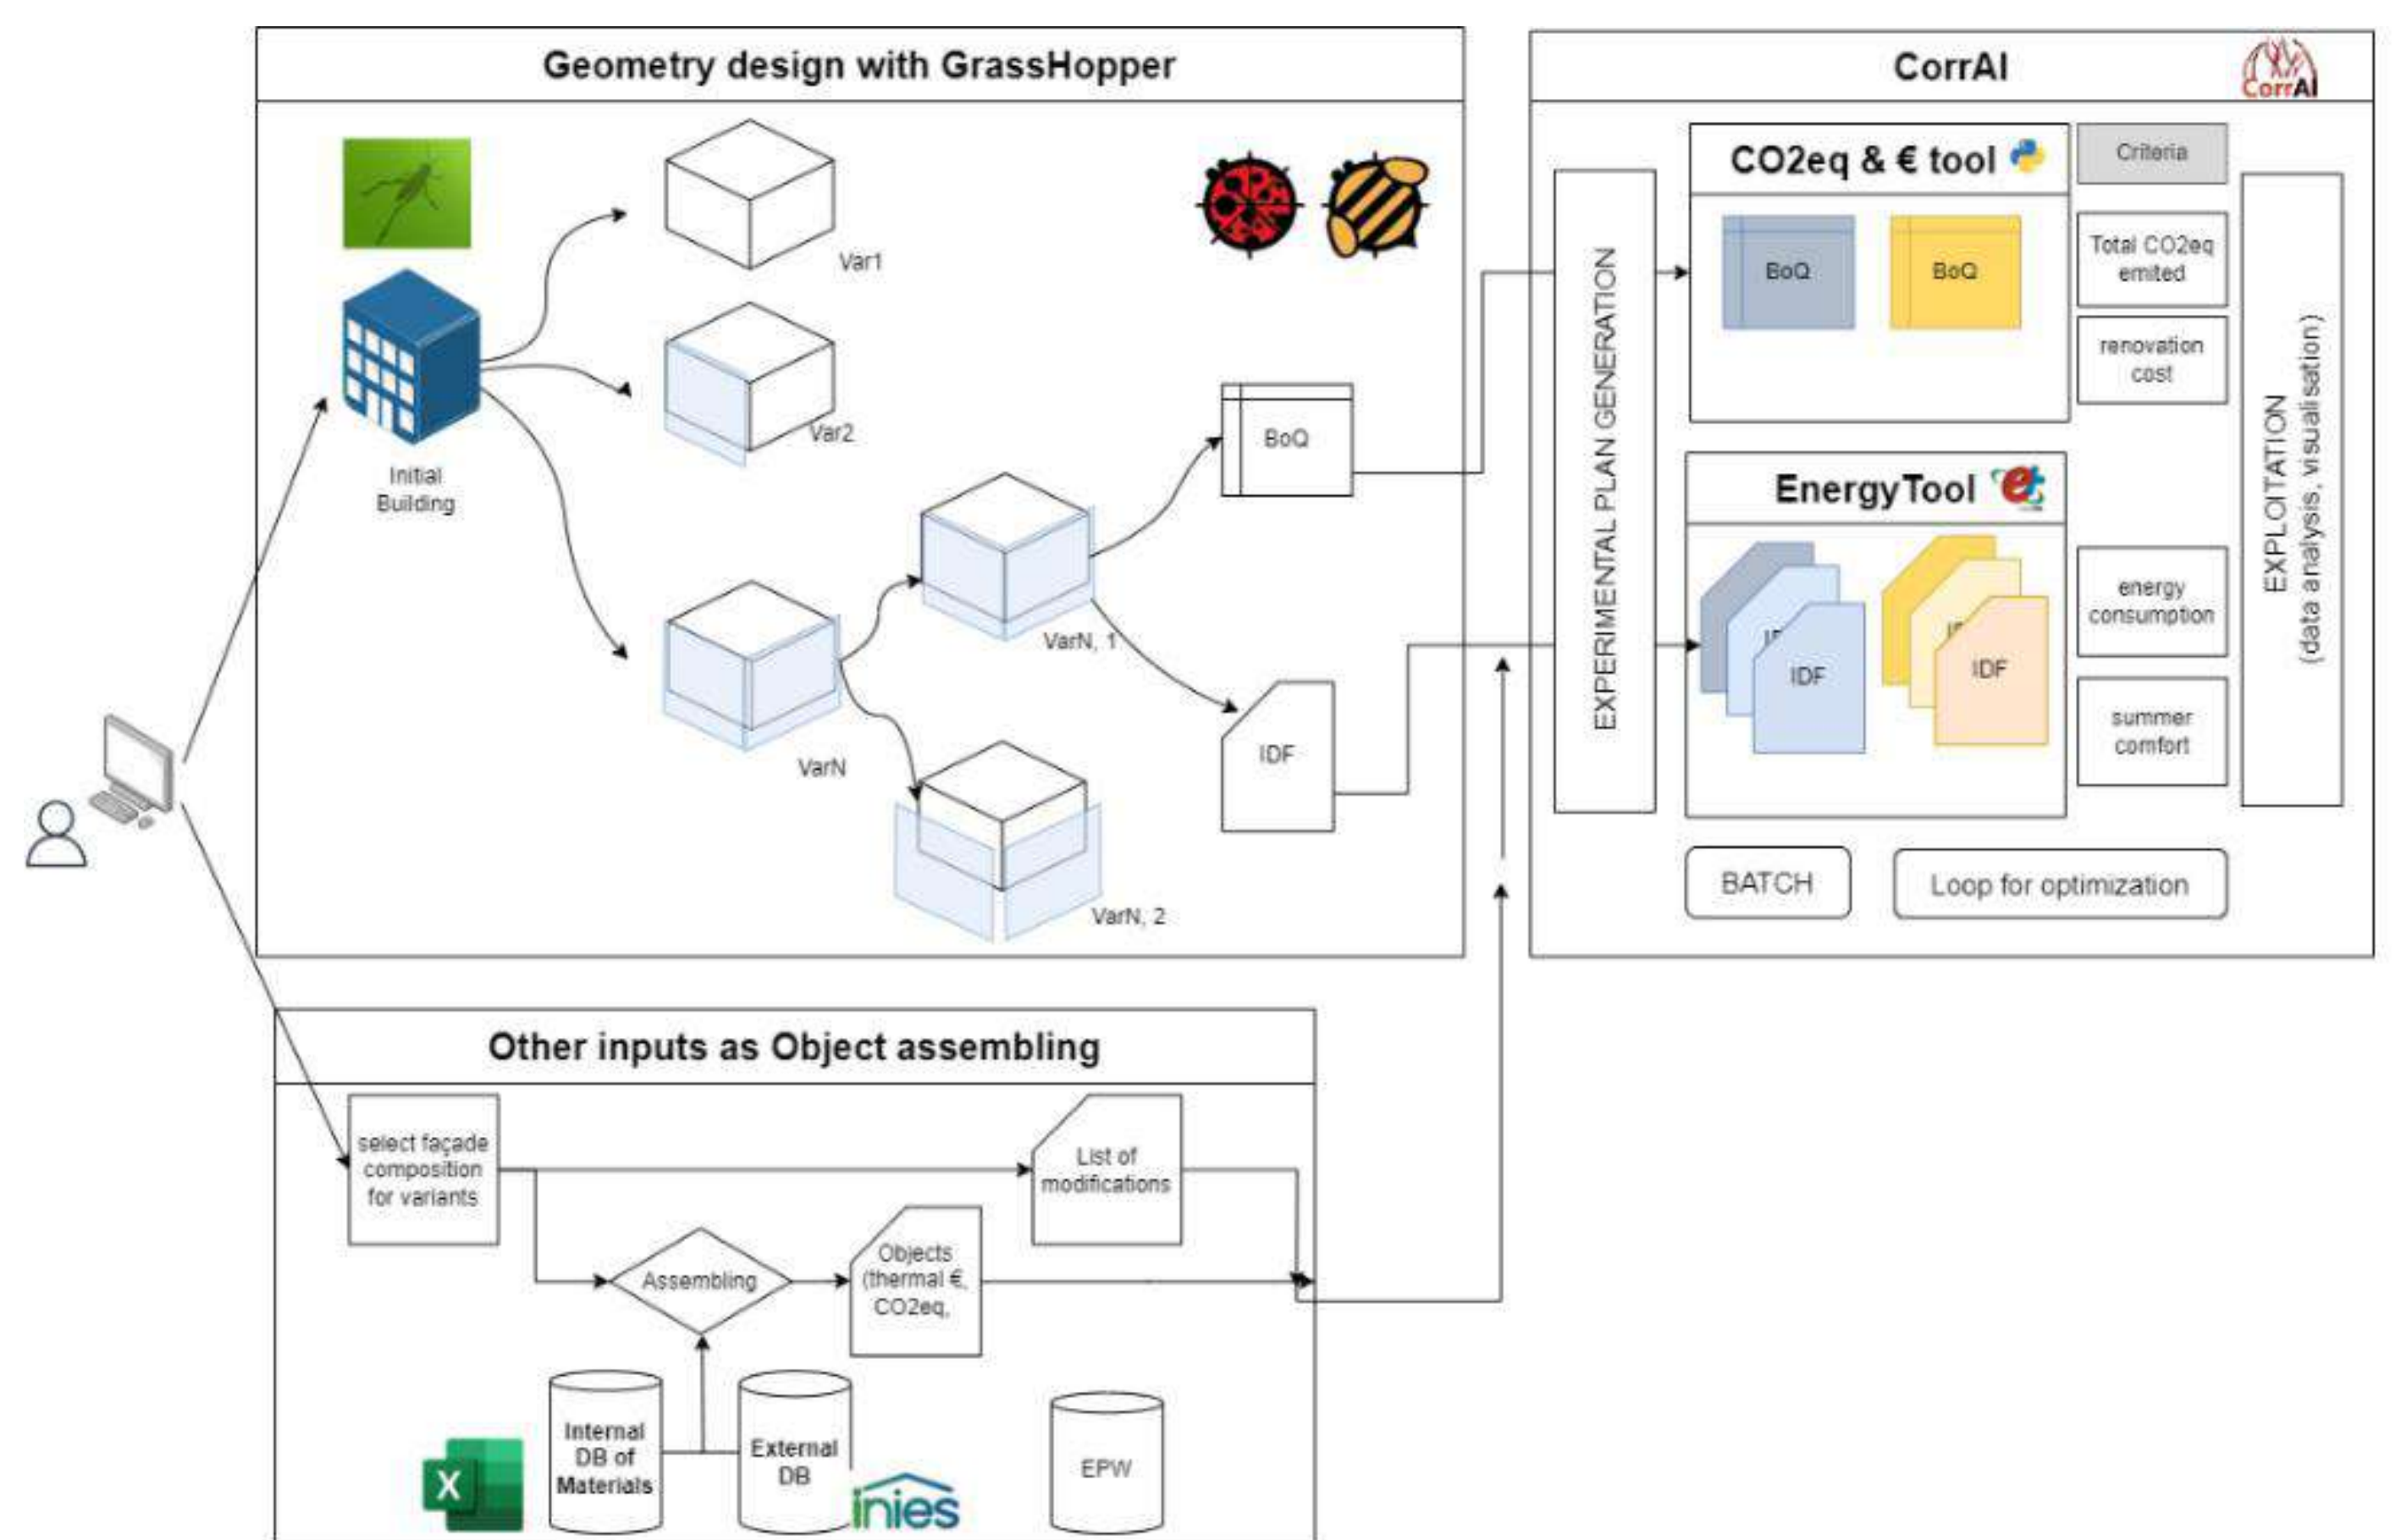 Geometry design with GrassHopper
Var1
Var2
Initial
Building
BoQ
VarN, 1
VarN
IDF
VarN, 2
CorrAI
CorrAI
EXPERIMENTAL PLAN GENERATION
CO2eq & € tool
BoQ
BoQ
Criteria
Total CO2eq
emited
renovation
cost
EnergyTool
et
IDF
IDF
energy
consumption
summer
comfort
EXPLOITATION
(data analysis, visualisation)
BATCH
Loop for optimization
Other inputs as Object assembling
select façade
composition
for variants
List of
modifications
Assembling
Objects
(thermal €,
CO2eq,
X
Internal
DB of
Materials
External
DB
inies
EPW